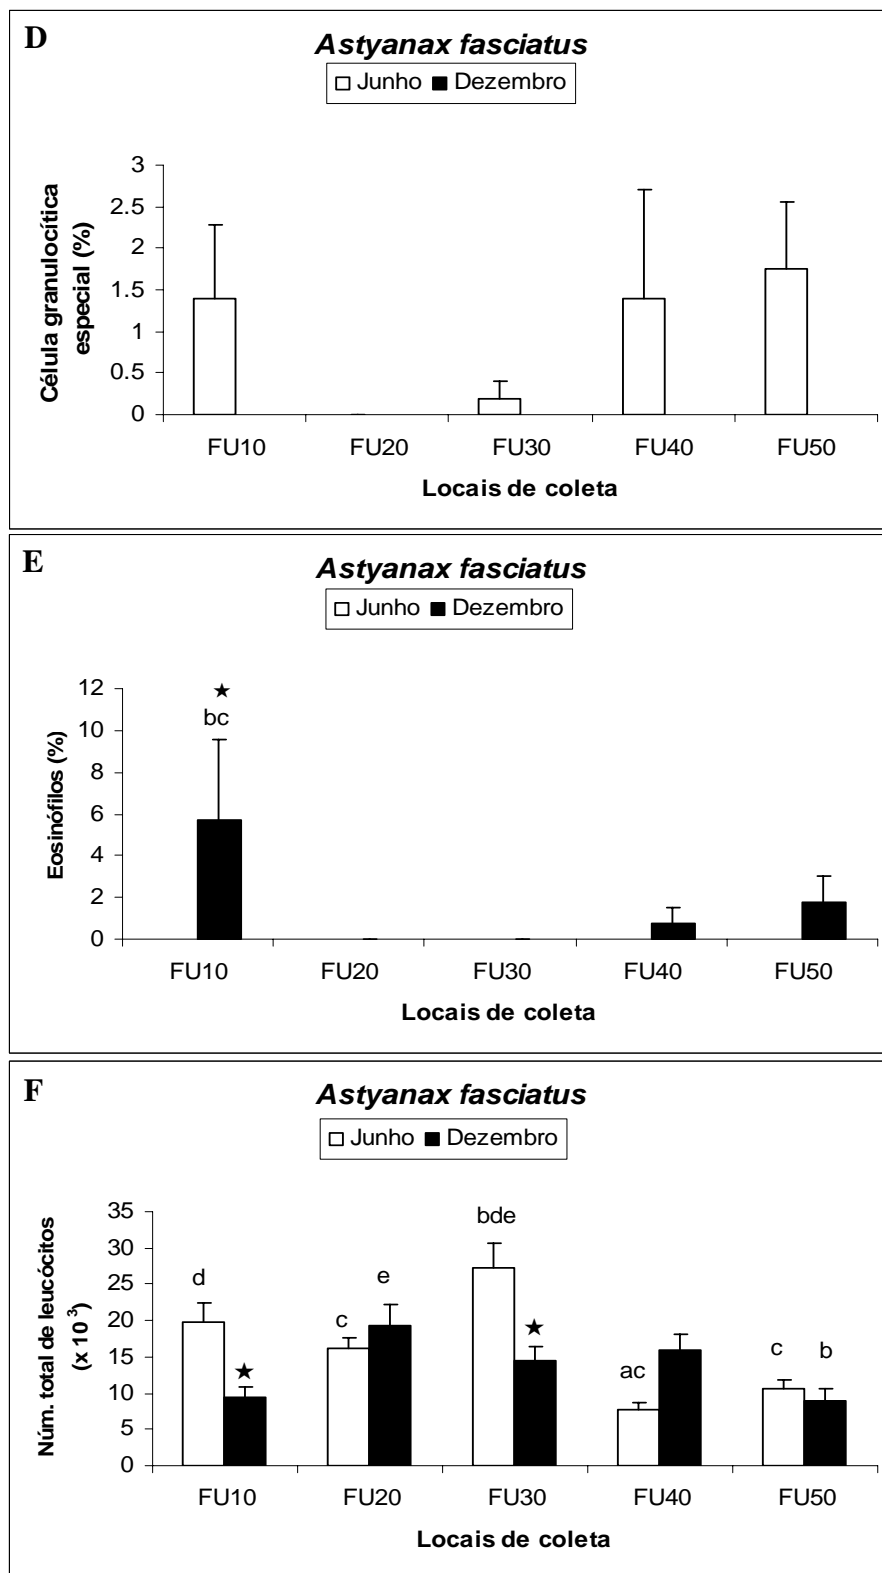 D
Astyanax fasciatus
Junho Dezembro
Célula granulocítica
especial (%)
3
2.5
2
1.5
1
0.5
0
FU10 FU20 FU30 FU40 FU50
Locais de coleta
E
Astyanax fasciatus
Junho Dezembro
Eosinófilos (%)
12
10
8
6
4
2
0
★
bc
FU10 FU20 FU30 FU40 FU50
Locais de coleta
F
Astyanax fasciatus
Junho Dezembro
Núm. total de leucócitos
(x 10³)
35
30
25
20
15
10
5
0
d ★ c e bde ★ ac c b
FU10 FU20 FU30 FU40 FU50
Locais de coleta